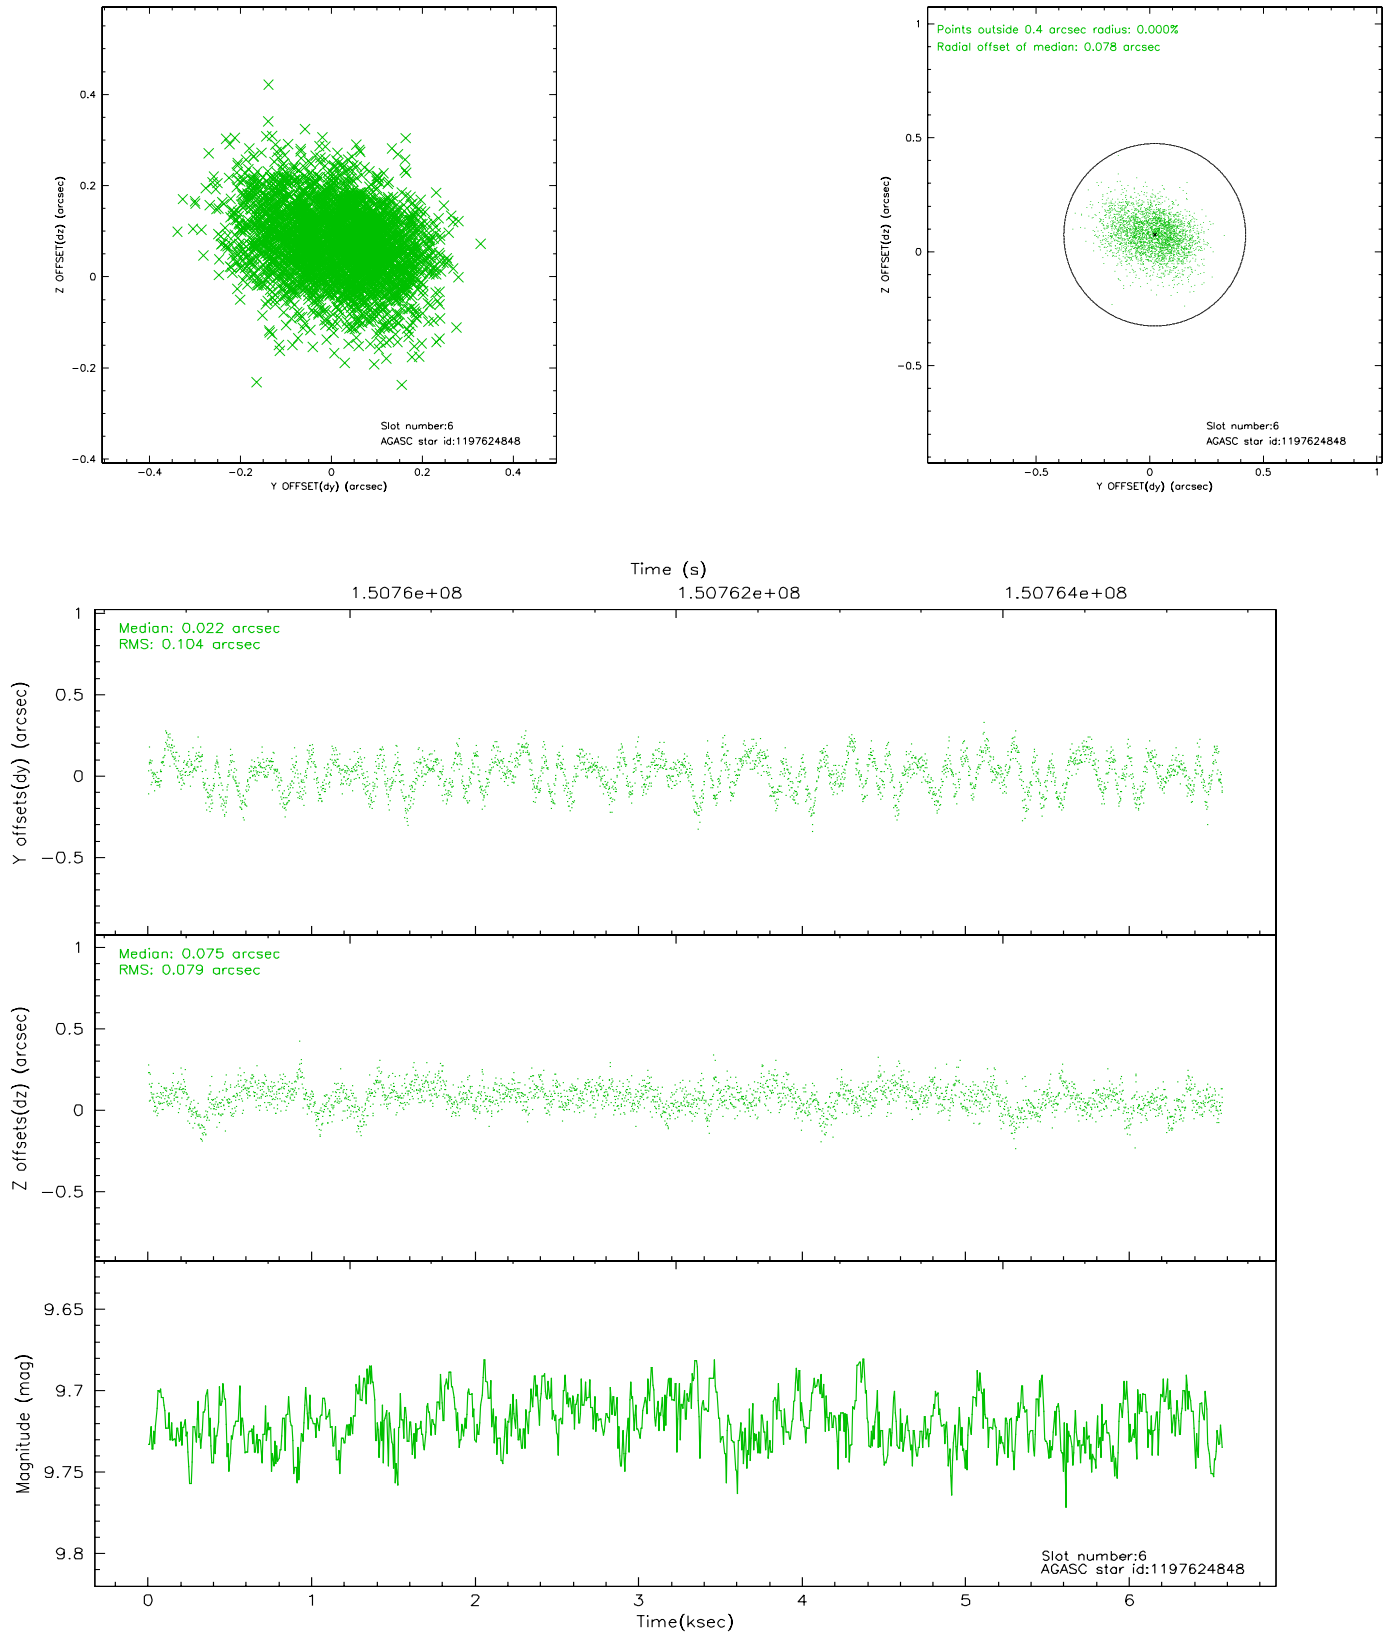 0.4
0.2
0
−0.2
−0.4
Z OFFSET(dz) (arcsec)
Slot number:6
AGASC star id:1197624848
−0.4 −0.2 0 0.2 0.4
Y OFFSET(dy) (arcsec)
Points outside 0.4 arcsec radius: 0.000%
Radial offset of median: 0.078 arcsec
1
0.5
0
−0.5
Z OFFSET(dz) (arcsec)
Slot number:6
AGASC star id:1197624848
−0.5 0 0.5 1
Y OFFSET(dy) (arcsec)
Time (s)
1.5076e+08 1.50762e+08 1.50764e+08
Median: 0.022 arcsec
RMS: 0.104 arcsec
1
0.5
0
−0.5
Y offsets(dy) (arcsec)
Median: 0.075 arcsec
RMS: 0.079 arcsec
1
0.5
0
−0.5
Z offsets(dz) (arcsec)
9.65
9.7
9.75
9.8
Magnitude (mag)
Slot number:6
AGASC star id:1197624848
0 1 2 3 4 5 6
Time(ksec)